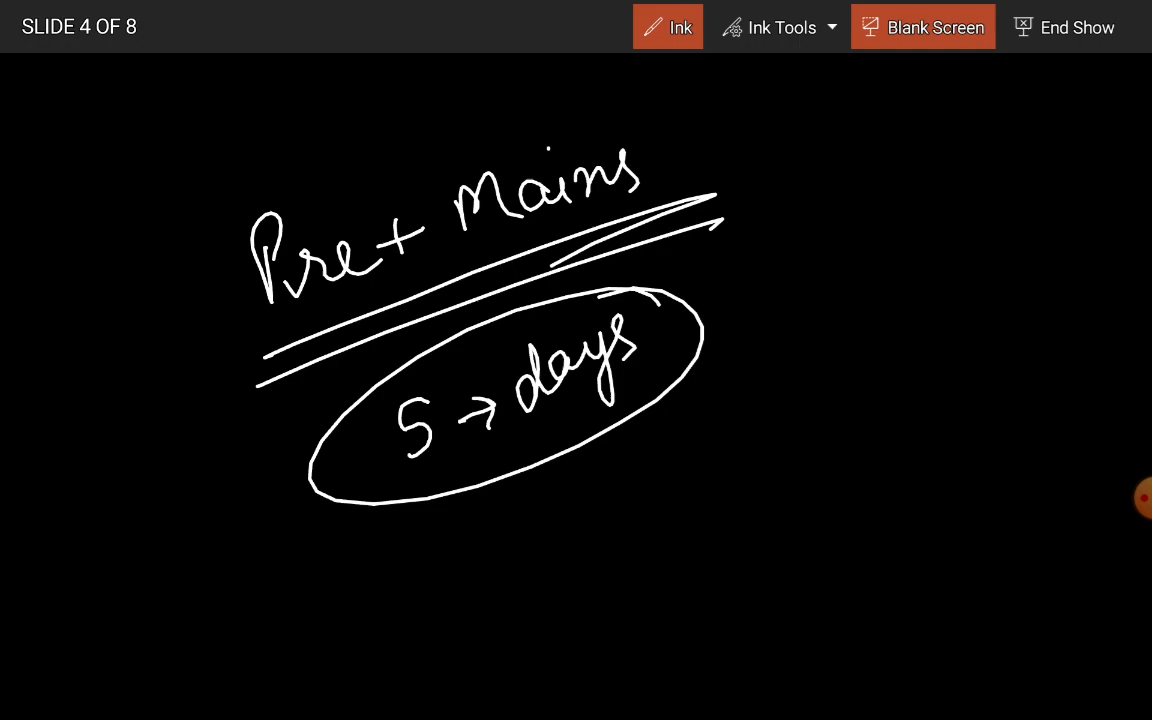 SLIDE 4 OF 8 Ink Ink Tools Blank Screen End Show
Pre + Mains
5 → days